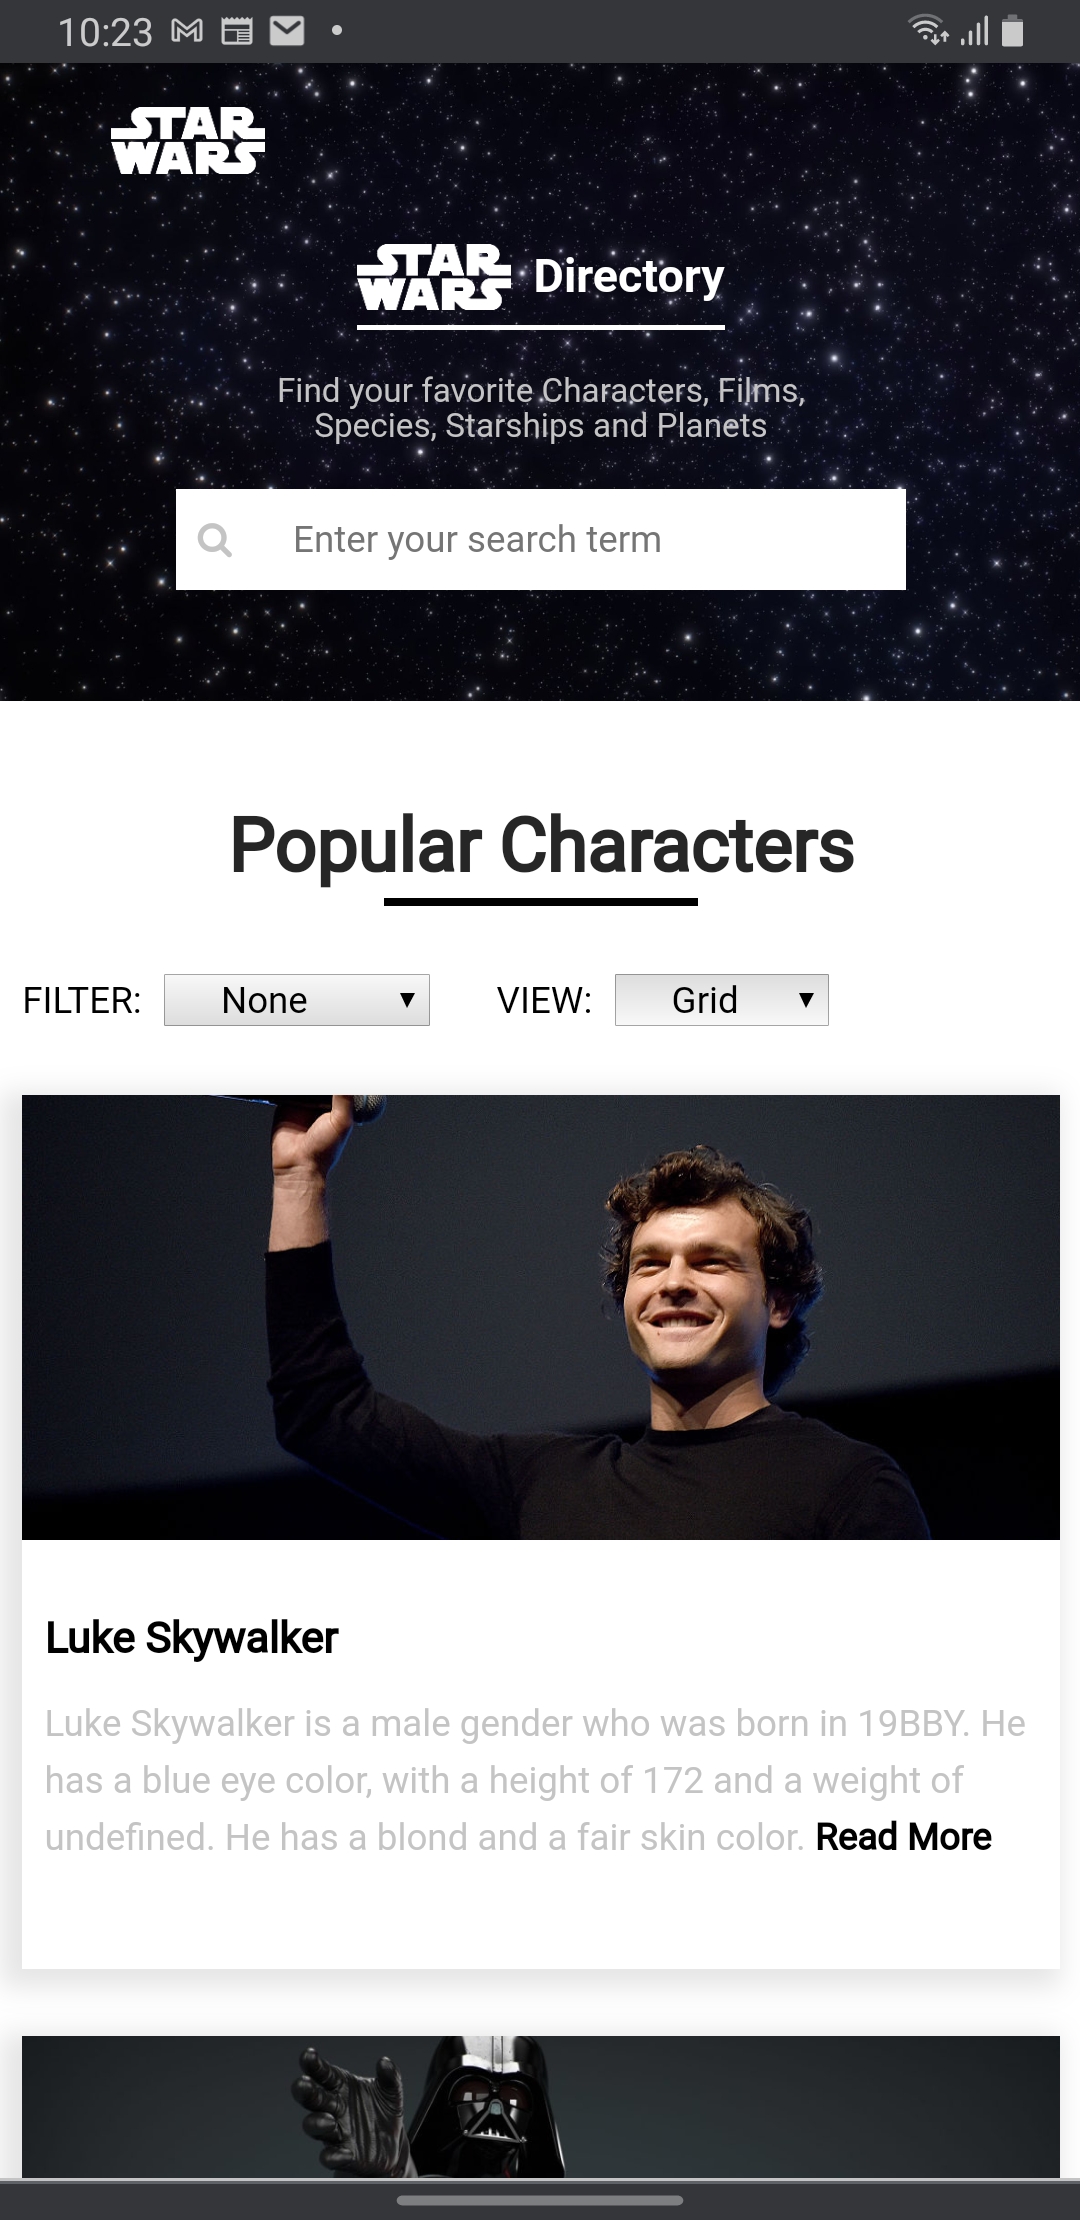 10:23
STAR
WARS
STAR
WARS
Directory
Find your favorite Characters, Films,
Species, Starships and Planets
Enter your search term
Popular Characters
FILTER: None VIEW: Grid
Luke Skywalker
Luke Skywalker is a male gender who was born in 19BBY. He
has a blue eye color, with a height of 172 and a weight of
undefined. He has a blond and a fair skin color. Read More